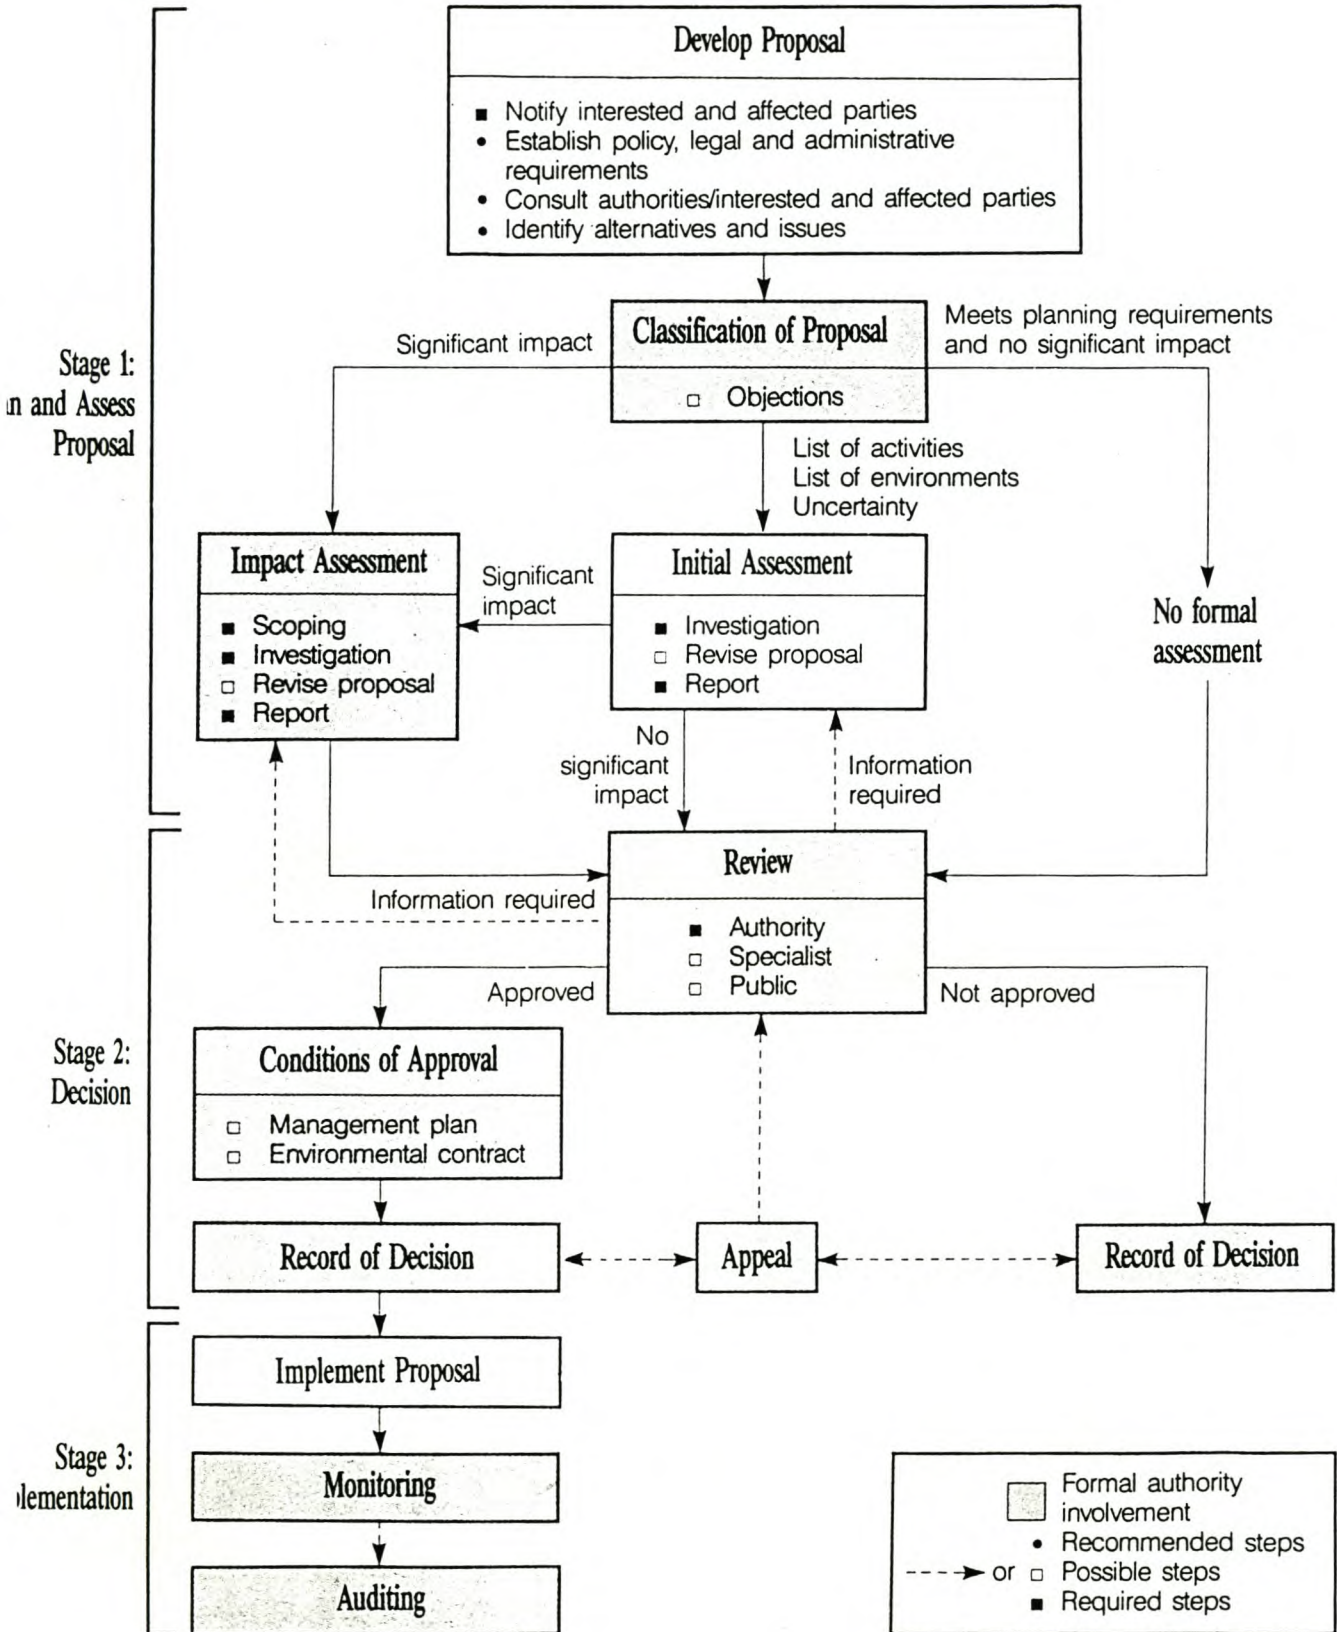 Develop Proposal
■ Notify interested and affected parties
• Establish policy, legal and administrative
requirements
• Consult authorities/interested and affected parties
• Identify alternatives and issues
Classification of Proposal
□ Objections
Significant impact
Meets planning requirements
and no significant impact
Stage 1:
n and Assess
Proposal
List of activities
List of environments
Uncertainty
Impact Assessment
■ Scoping
■ Investigation
□ Revise proposal
■ Report
Significant
impact
Initial Assessment
■ Investigation
□ Revise proposal
■ Report
No formal
assessment
No
significant
impact
Information
required
Information required
Review
■ Authority
□ Specialist
□ Public
Approved
Not approved
Stage 2:
Decision
Conditions of Approval
□ Management plan
□ Environmental contract
Record of Decision
Appeal
Record of Decision
Stage 3:
lementation
Implement Proposal
Monitoring
Auditing
Formal authority
involvement
• Recommended steps
or □ Possible steps
■ Required steps